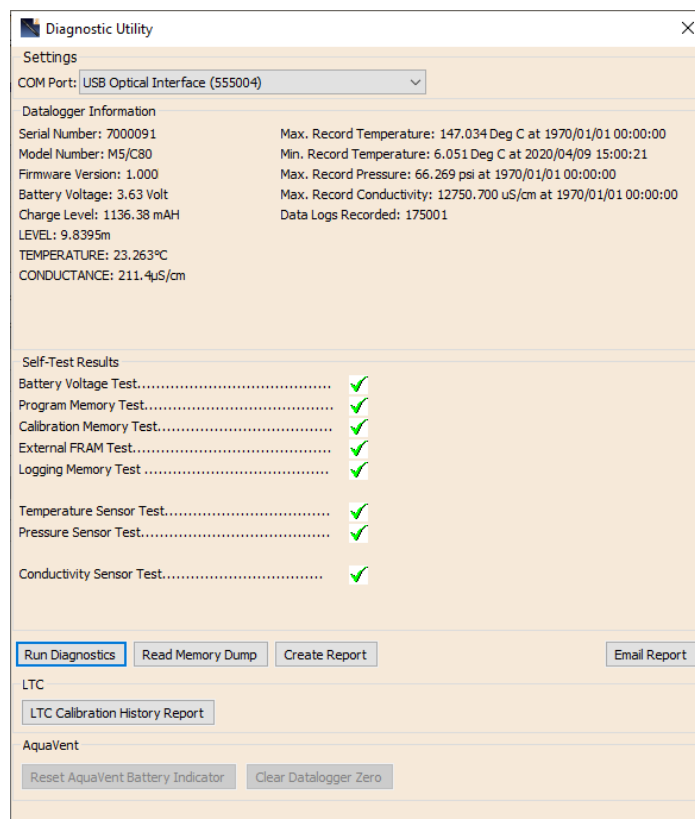 Diagnostic Utility
Settings
COM Port: USB Optical Interface (555004)
Datalogger Information
Serial Number: 7000091
Model Number: M5/C80
Firmware Version: 1.000
Battery Voltage: 3.63 Volt
Charge Level: 1136.38 mAH
LEVEL: 9.8395m
TEMPERATURE: 23.263°C
CONDUCTANCE: 211.4µS/cm
Max. Record Temperature: 147.034 Deg C at 1970/01/01 00:00:00
Min. Record Temperature: 6.051 Deg C at 2020/04/09 15:00:21
Max. Record Pressure: 66.269 psi at 1970/01/01 00:00:00
Max. Record Conductivity: 12750.700 uS/cm at 1970/01/01 00:00:00
Data Logs Recorded: 175001
Self-Test Results
Battery Voltage Test.........................................
Program Memory Test........................................
Calibration Memory Test.....................................
External FRAM Test..........................................
Logging Memory Test .......................................
Temperature Sensor Test...................................
Pressure Sensor Test........................................
Conductivity Sensor Test..................................
Run Diagnostics
Read Memory Dump
Create Report
Email Report
LTC
LTC Calibration History Report
AquaVent
Reset AquaVent Battery Indicator
Clear Datalogger Zero